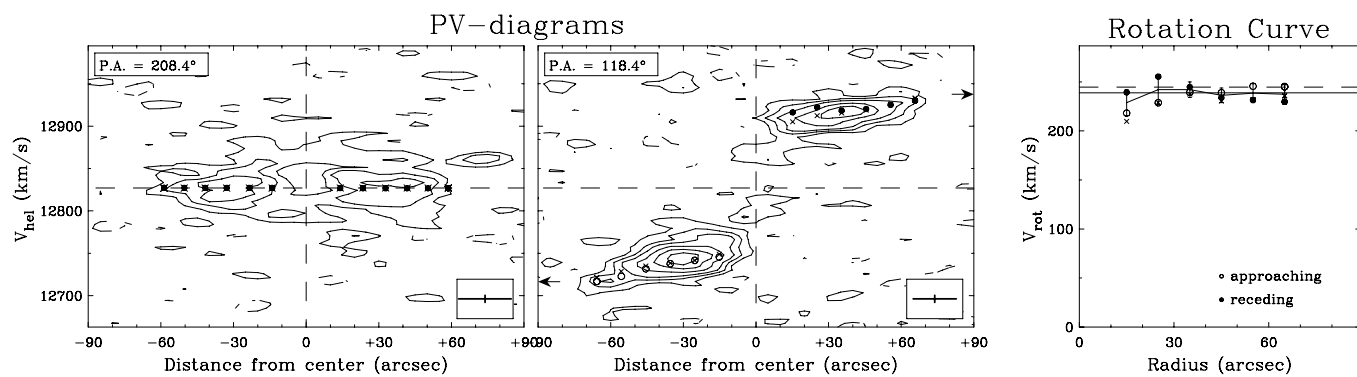 PV-diagrams
Rotation Curve
P.A. = 208.4°
P.A. = 118.4°
12900
12800
12700
V_hel (km/s)
-90 -60 -30 0 +30 +60 +90
Distance from center (arcsec)
-90 -60 -30 0 +30 +60 +90
Distance from center (arcsec)
200
100
0
V_rot (km/s)
approaching
receding
0 20 40 60
Radius (arcsec)